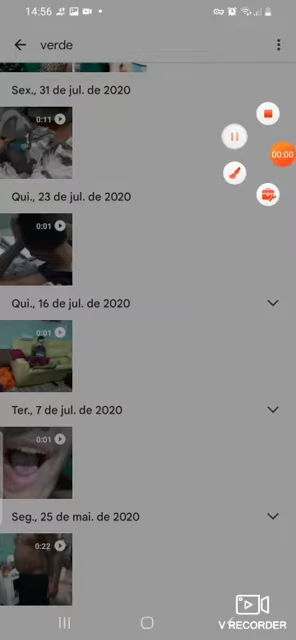 14:56
verde
Sex., 31 de jul. de 2020
0:11
00:00
Qui., 23 de jul. de 2020
0:01
Qui., 16 de jul. de 2020
0:01
Ter., 7 de jul. de 2020
0:01
Seg., 25 de mai. de 2020
0:22
V RECORDER